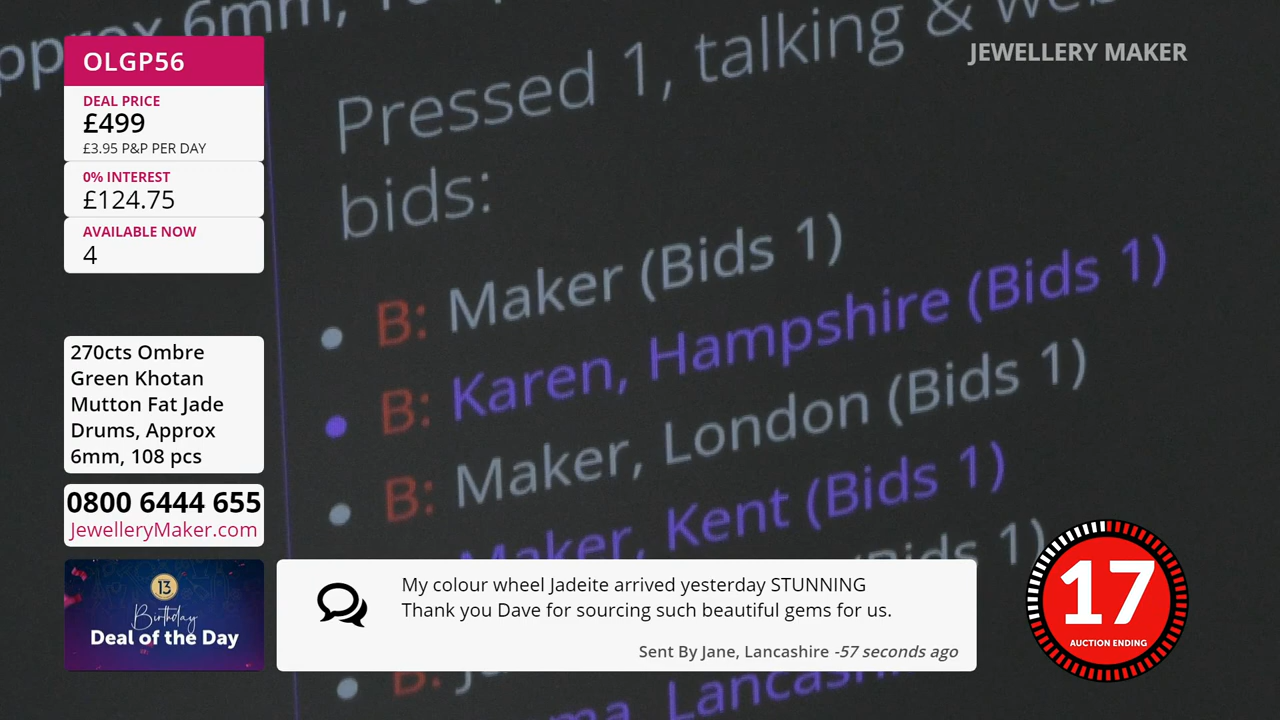 approx 6mm,
Pressed 1, talking &
bids:
B: Maker (Bids 1)
B: Karen, Hampshire (Bids 1)
B: Maker, London (Bids 1)
Maker, Kent (Bids 1)
(Bids 1)
B:
JEWELLERY MAKER
OLGP56
DEAL PRICE
£499
£3.95 P&P PER DAY
0% INTEREST
£124.75
AVAILABLE NOW
4
270cts Ombre
Green Khotan
Mutton Fat Jade
Drums, Approx
6mm, 108 pcs
0800 6444 655
JewelleryMaker.com
13
Birthday
Deal of the Day
My colour wheel Jadeite arrived yesterday STUNNING
Thank you Dave for sourcing such beautiful gems for us.
Sent By Jane, Lancashire -57 seconds ago
17
AUCTION ENDING